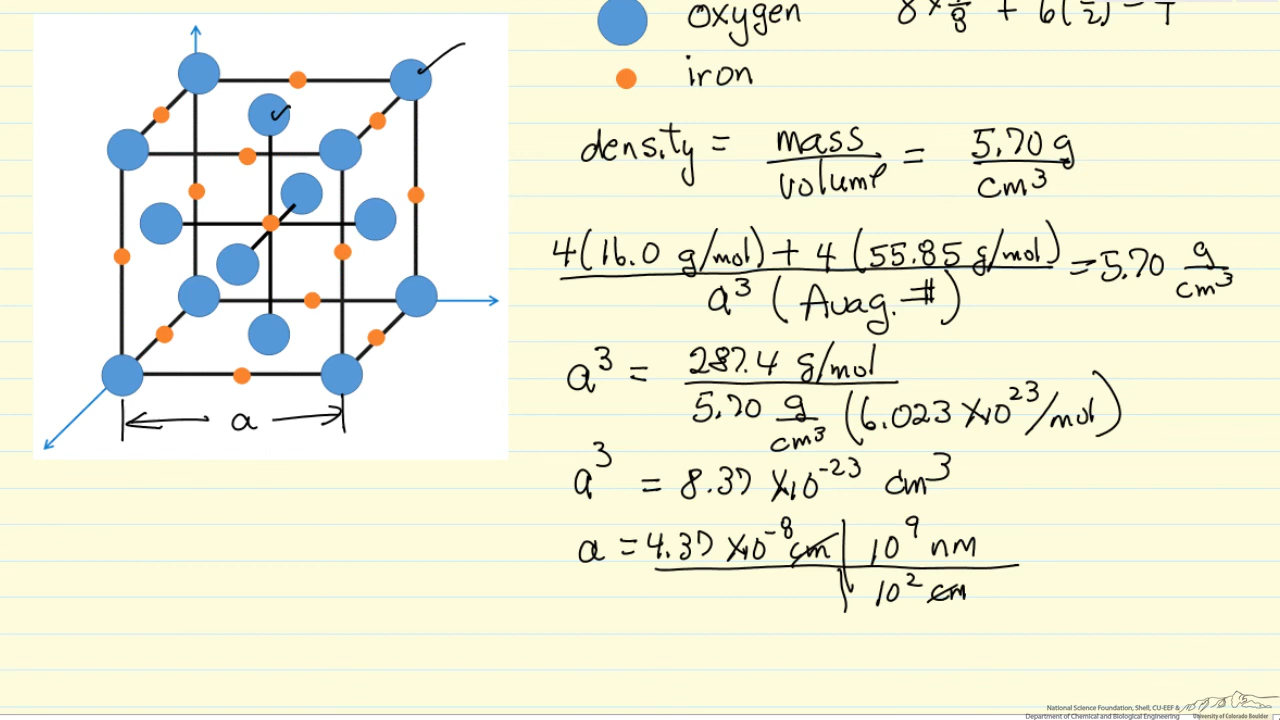 oxygen 8 × 1/8 + 6(1/2) = 4
iron
density = mass/volume = 5.70 g/cm³
4(16.0 g/mol) + 4(55.85 g/mol) / a³(Avag. #) = 5.70 g/cm³
a³ = 287.4 g/mol / 5.70 g/cm³ (6.023 × 10²³/mol)
a³ = 8.37 × 10⁻²³ cm³
a = 4.37 × 10⁻⁸ cm | 10⁹ nm / 10² cm
a
National Science Foundation, Shell, CU-EEF &
Department of Chemical and Biological Engineering University of Colorado Boulder